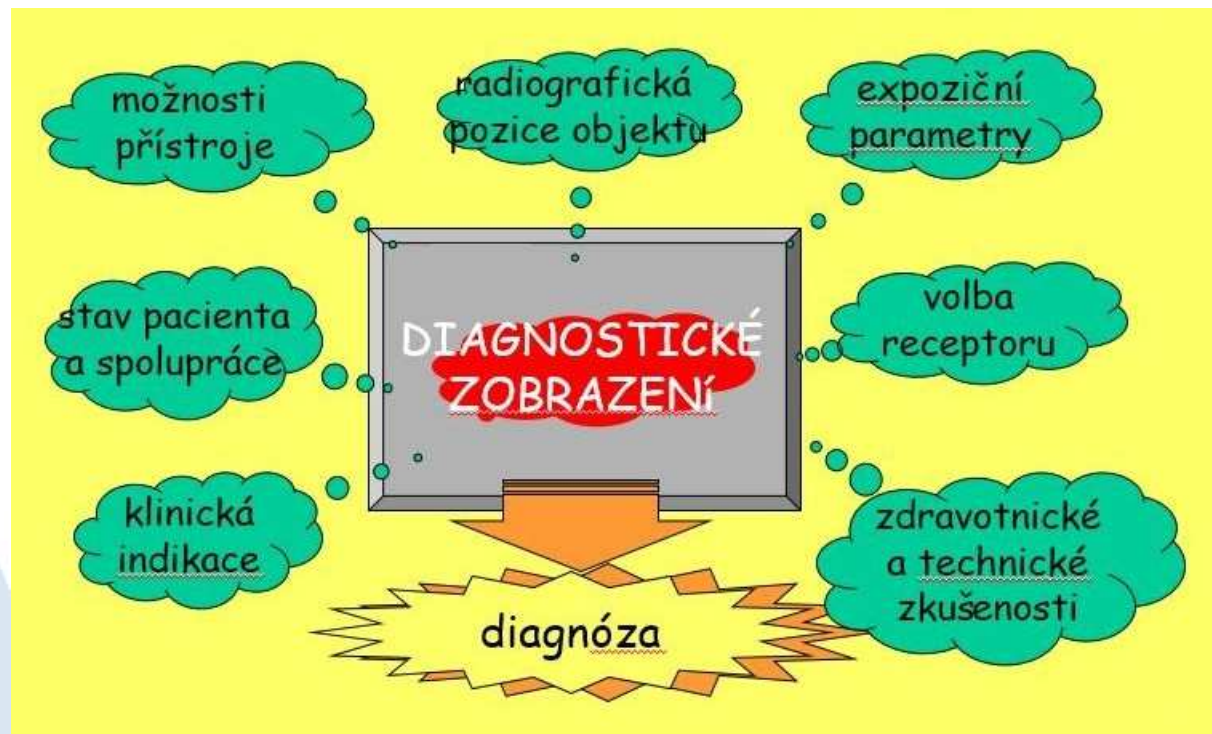 možnosti
přístroje
radiografická
pozice objektu
expoziční
parametry
stav pacienta
a spolupráce
DIAGNOSTICKÉ
ZOBRAZENí
volba
receptoru
klinická
indikace
zdravotnické
a technické
zkušenosti
diagnóza